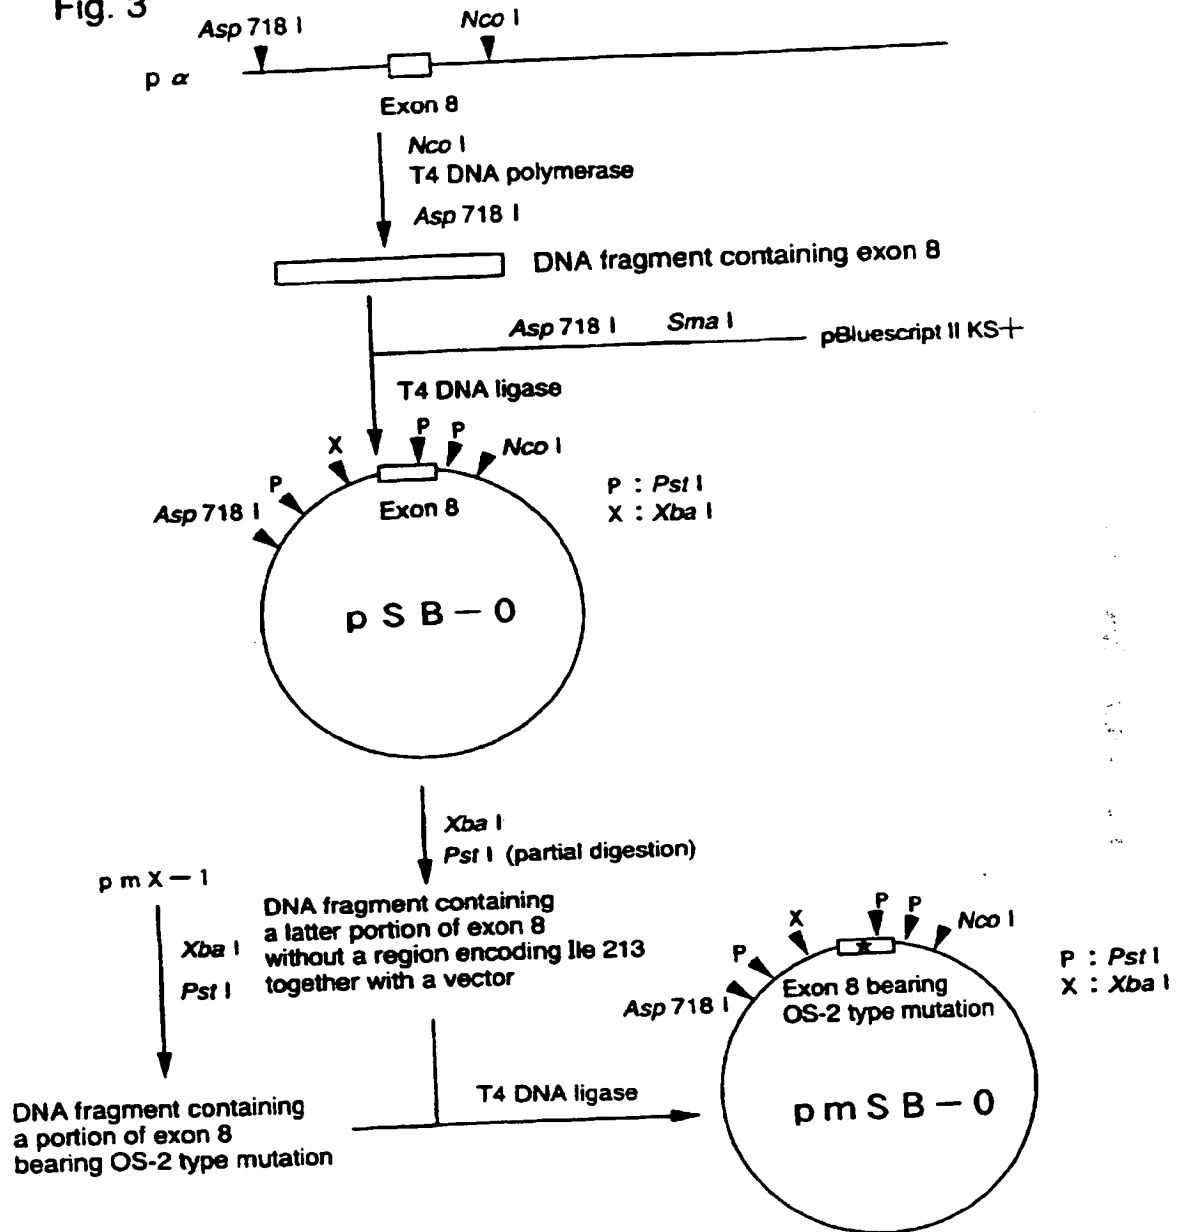 Fig. 3
Asp 718 I
Nco I
p α
Exon 8
Nco I
T4 DNA polymerase
Asp 718 I
DNA fragment containing exon 8
Asp 718 I Sma I
pBluescript II KS+
T4 DNA ligase
X
P
P
Nco I
P
Asp 718 I
Exon 8
P : Pst I
X : Xba I
pSB-0
Xba I
Pst I (partial digestion)
pmX-1
Xba I
Pst I
DNA fragment containing
a latter portion of exon 8
without a region encoding Ile 213
together with a vector
X
P
P
Nco I
P
Asp 718 I
Exon 8 bearing
OS-2 type mutation
P : Pst I
X : Xba I
pmSB-0
T4 DNA ligase
DNA fragment containing
a portion of exon 8
bearing OS-2 type mutation